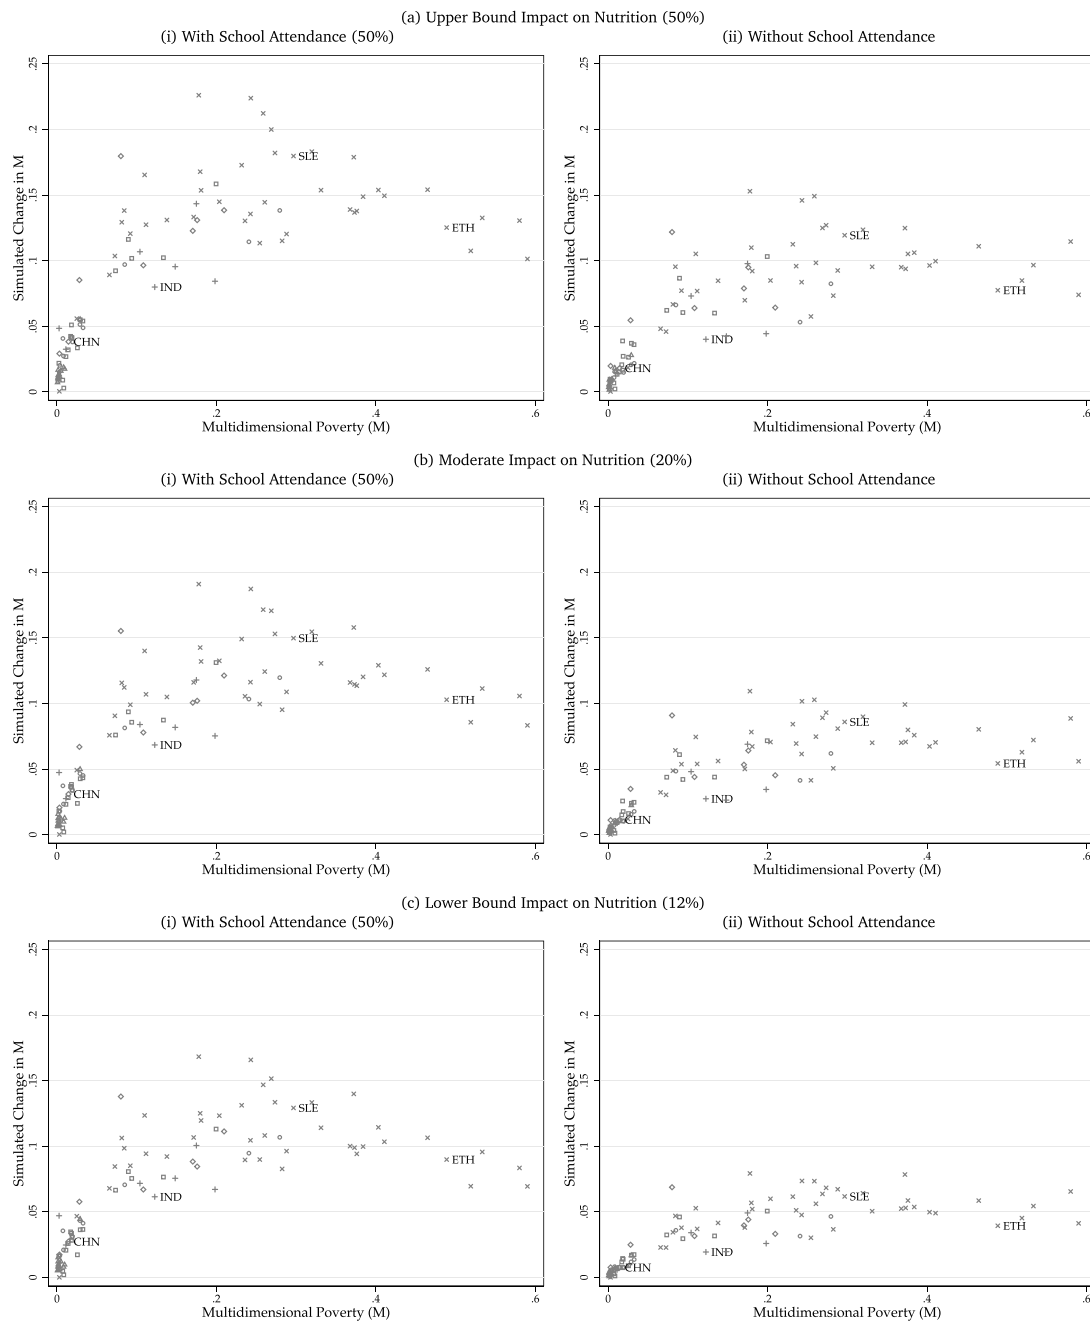 (a) Upper Bound Impact on Nutrition (50%)
(i) With School Attendance (50%)
(ii) Without School Attendance
Simulated Change in M
0 .05 .1 .15 .2 .25
SLE
ETH
IND
CHN
0 .2 .4 .6
Multidimensional Poverty (M)
Simulated Change in M
0 .05 .1 .15 .2 .25
SLE
ETH
IND
CHN
0 .2 .4 .6
Multidimensional Poverty (M)
(b) Moderate Impact on Nutrition (20%)
(i) With School Attendance (50%)
(ii) Without School Attendance
Simulated Change in M
0 .05 .1 .15 .2 .25
SLE
ETH
IND
CHN
0 .2 .4 .6
Multidimensional Poverty (M)
Simulated Change in M
0 .05 .1 .15 .2 .25
SLE
ETH
IND
CHN
0 .2 .4 .6
Multidimensional Poverty (M)
(c) Lower Bound Impact on Nutrition (12%)
(i) With School Attendance (50%)
(ii) Without School Attendance
Simulated Change in M
0 .05 .1 .15 .2 .25
SLE
ETH
IND
CHN
0 .2 .4 .6
Multidimensional Poverty (M)
Simulated Change in M
0 .05 .1 .15 .2 .25
SLE
ETH
IND
CHN
0 .2 .4 .6
Multidimensional Poverty (M)